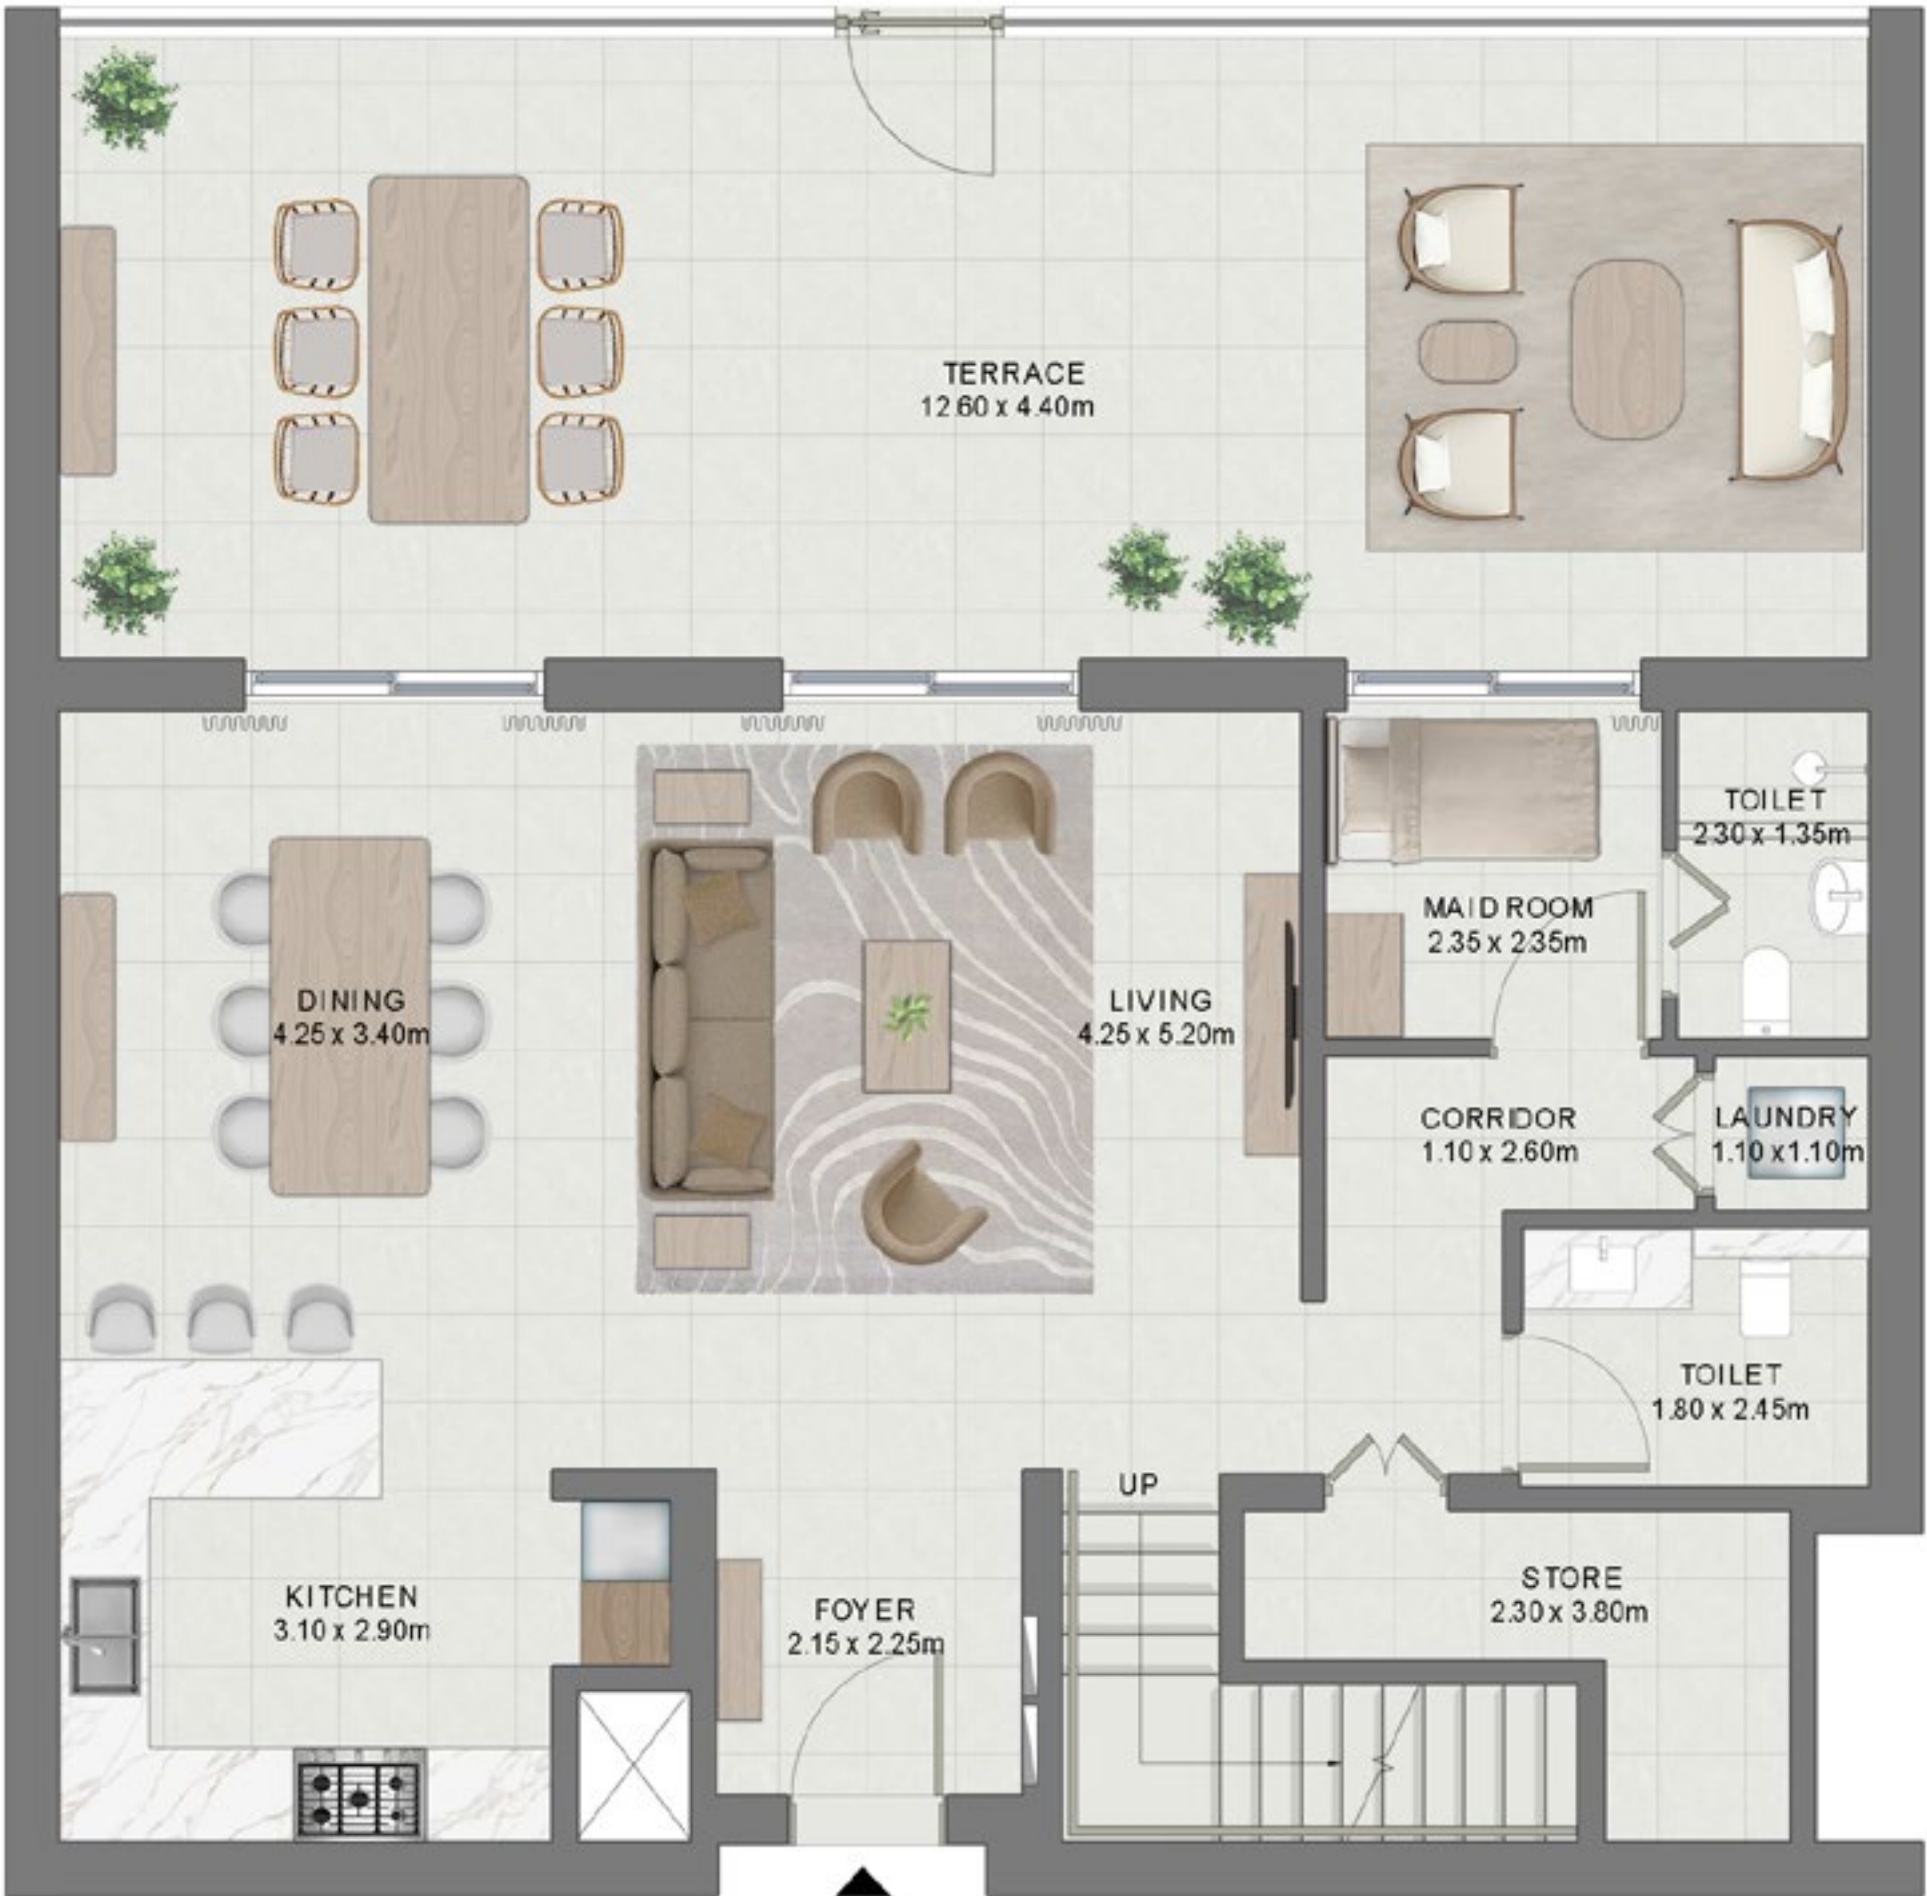 TERRACE
12.60 x 4.40m
TOILET
2.30 x 1.35m
MAID ROOM
2.35 x 2.35m
DINING
4.25 x 3.40m
LIVING
4.25 x 5.20m
CORRIDOR
1.10 x 2.60m
LAUNDRY
1.10 x1.10m
TOILET
1.80 x 2.45m
UP
KITCHEN
3.10 x 2.90m
FOYER
2.15 x 2.25m
STORE
2.30 x 3.80m